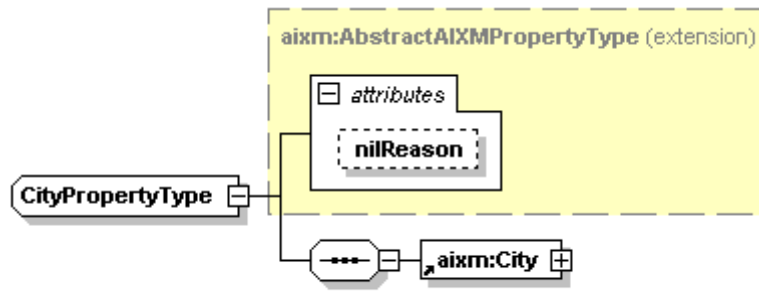 aixm:AbstractAIXMPropertyType (extension)
attributes
nilReason
CityPropertyType
aixm:City